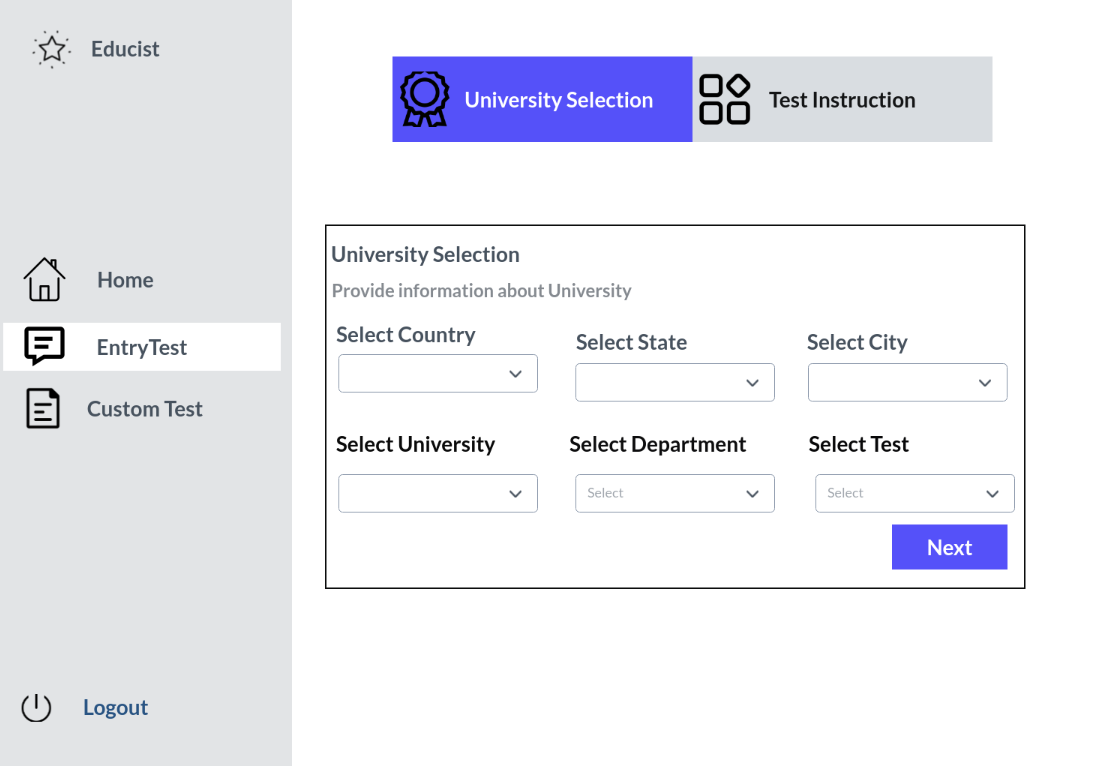 Educist
Home
EntryTest
Custom Test
Logout
University Selection
Test Instruction
University Selection
Provide information about University
Select Country
Select State
Select City
Select University
Select Department
Select Test
Select
Select
Next